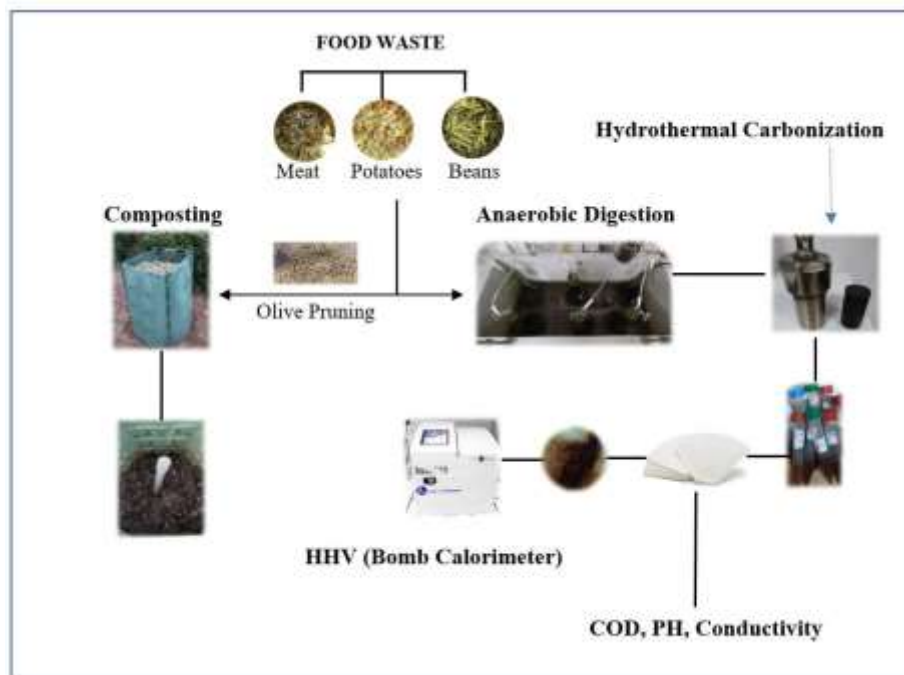 FOOD WASTE
Meat
Potatoes
Beans
Hydrothermal Carbonization
Composting
Anaerobic Digestion
Olive Pruning
HHV (Bomb Calorimeter)
COD, PH, Conductivity